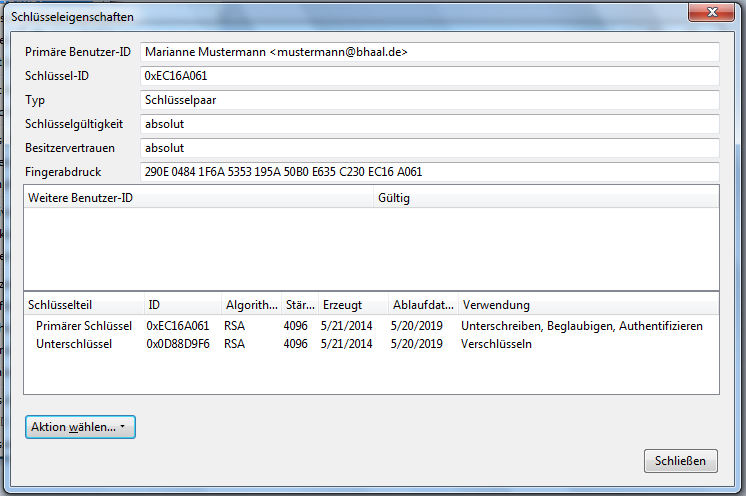 Schlüsseleigenschaften
Primäre Benutzer-ID Marianne Mustermann <mustermann@bhaal.de>
Schlüssel-ID 0xEC16A061
Typ Schlüsselpaar
Schlüsselgültigkeit absolut
Besitzervertrauen absolut
Fingerabdruck 290E 0484 1F6A 5353 195A 50B0 E635 C230 EC16 A061
Weitere Benutzer-ID Gültig
Schlüsselteil ID Algorith... Stär... Erzeugt Ablaufdat... Verwendung
Primärer Schlüssel 0xEC16A061 RSA 4096 5/21/2014 5/20/2019 Unterschreiben, Beglaubigen, Authentifizieren
Unterschlüssel 0x0D88D9F6 RSA 4096 5/21/2014 5/20/2019 Verschlüsseln
Aktion wählen...
Schließen